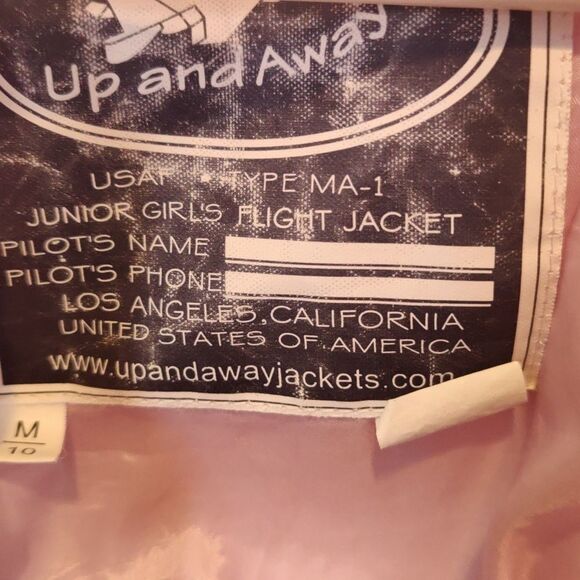 Up and Away
USAF • TYPE MA-1
JUNIOR GIRL'S FLIGHT JACKET
PILOT'S NAME
PILOT'S PHONE
LOS ANGELES, CALIFORNIA
UNITED STATES OF AMERICA
www.upandawayjackets.com
M
10